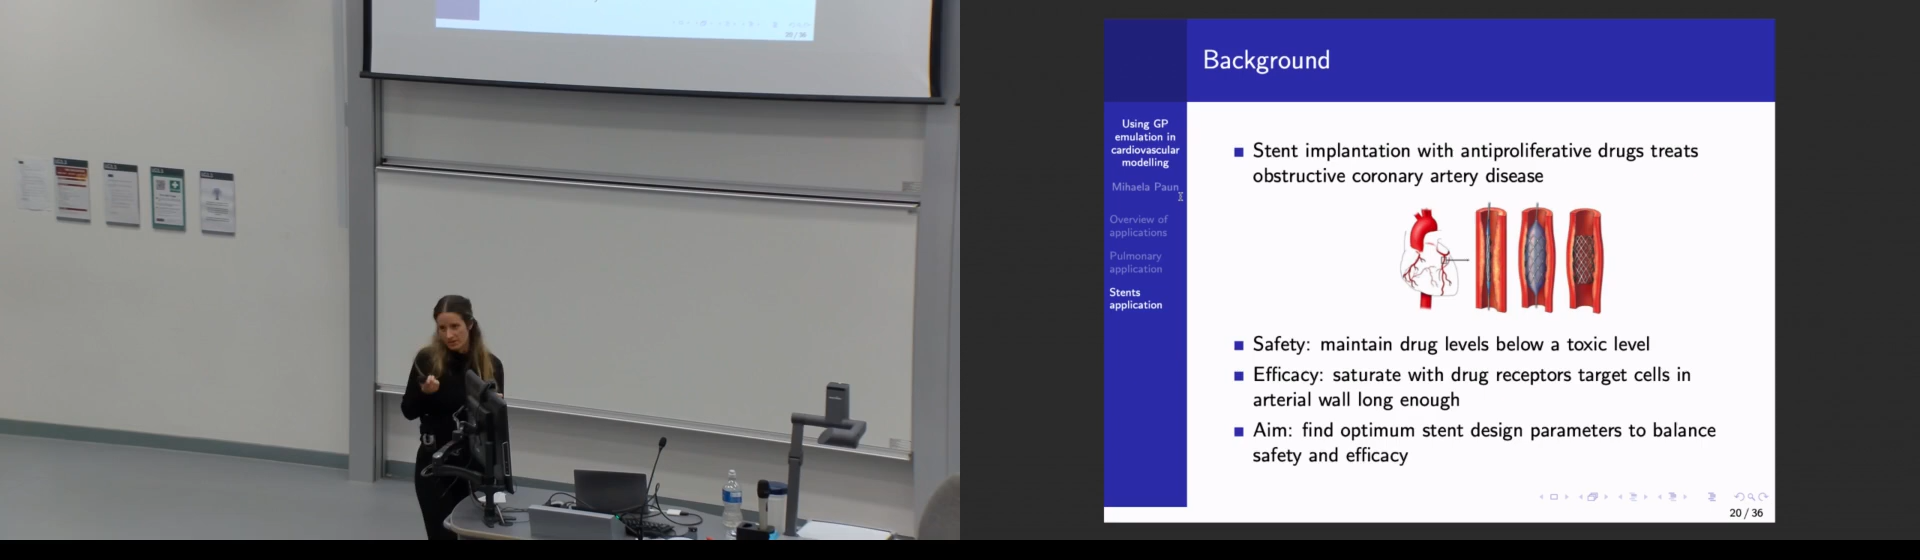 20 / 36
Background
Using GP
emulation in
cardiovascular
modelling
Mihaela Paun
Overview of
applications
Pulmonary
application
Stents
application
Stent implantation with antiproliferative drugs treats
obstructive coronary artery disease
Safety: maintain drug levels below a toxic level
Efficacy: saturate with drug receptors target cells in
arterial wall long enough
Aim: find optimum stent design parameters to balance
safety and efficacy
20 / 36